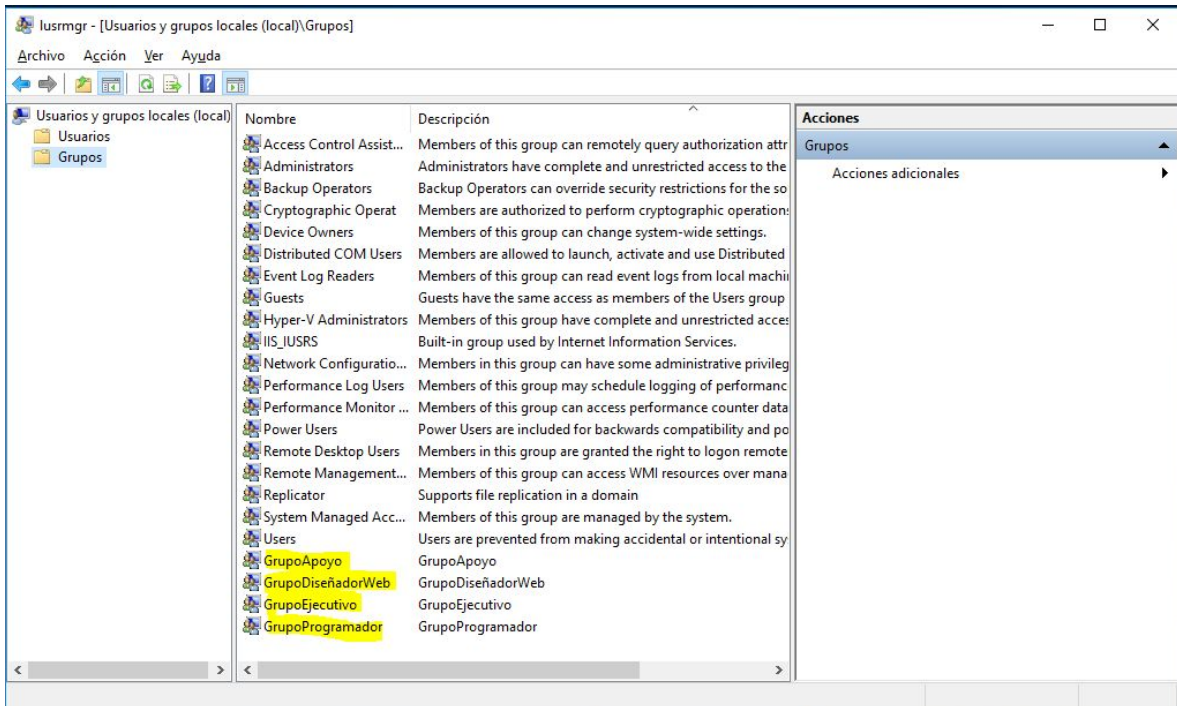 lusrmgr - [Usuarios y grupos locales (local)\Grupos]
Archivo Acción Ver Ayuda
Usuarios y grupos locales (local)
Usuarios
Grupos
Nombre Descripción
Access Control Assist... Members of this group can remotely query authorization attr
Administrators Administrators have complete and unrestricted access to the
Backup Operators Backup Operators can override security restrictions for the so
Cryptographic Operat Members are authorized to perform cryptographic operations
Device Owners Members of this group can change system-wide settings.
Distributed COM Users Members are allowed to launch, activate and use Distributed
Event Log Readers Members of this group can read event logs from local machin
Guests Guests have the same access as members of the Users group
Hyper-V Administrators Members of this group have complete and unrestricted acces
IIS_IUSRS Built-in group used by Internet Information Services.
Network Configuratio... Members in this group can have some administrative privileg
Performance Log Users Members of this group may schedule logging of performanc
Performance Monitor ... Members of this group can access performance counter data
Power Users Power Users are included for backwards compatibility and po
Remote Desktop Users Members in this group are granted the right to logon remote
Remote Management... Members of this group can access WMI resources over mana
Replicator Supports file replication in a domain
System Managed Acc... Members of this group are managed by the system.
Users Users are prevented from making accidental or intentional sy
GrupoApoyo GrupoApoyo
GrupoDiseñadorWeb GrupoDiseñadorWeb
GrupoEjecutivo GrupoEjecutivo
GrupoProgramador GrupoProgramador
Acciones
Grupos
Acciones adicionales